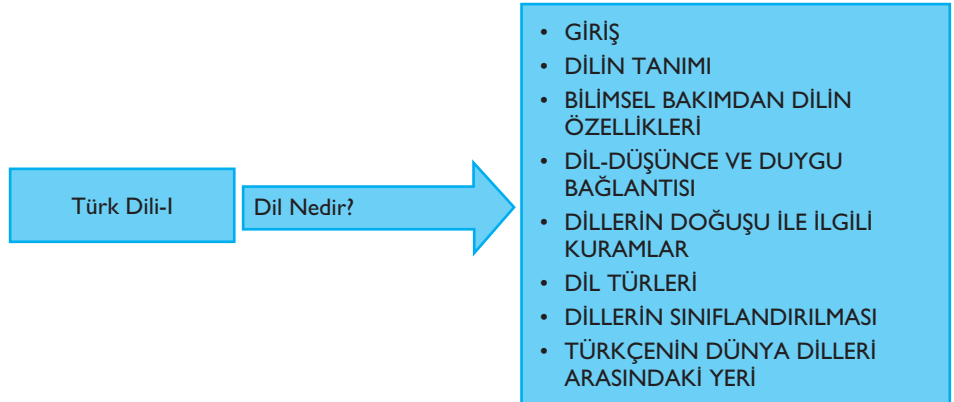 Türk Dili-I
Dil Nedir?
• GİRİŞ
• DİLİN TANIMI
• BİLİMSEL BAKIMDAN DİLİN
ÖZELLİKLERİ
• DİL-DÜŞÜNCE VE DUYGU
BAĞLANTISI
• DİLLERİN DOĞUŞU İLE İLGİLİ
KURAMLAR
• DİL TÜRLERİ
• DİLLERİN SINIFLANDIRILMASI
• TÜRKÇENİN DÜNYA DİLLERİ
ARASINDAKİ YERİ